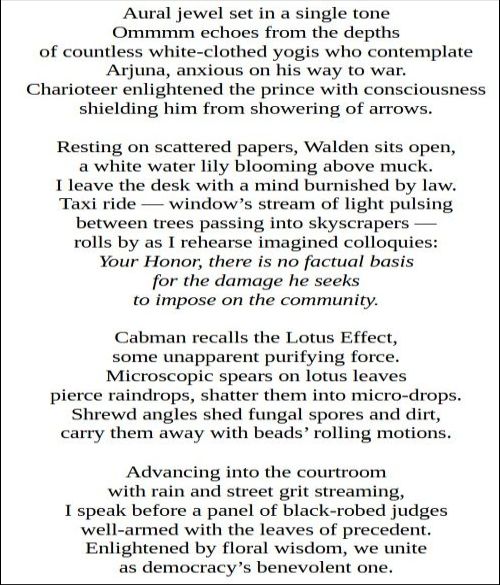 Aural jewel set in a single tone
Ommmm echoes from the depths
of countless white-clothed yogis who contemplate
Arjuna, anxious on his way to war.
Charioteer enlightened the prince with consciousness
shielding him from showering of arrows.
Resting on scattered papers, Walden sits open,
a white water lily blooming above muck.
I leave the desk with a mind burnished by law.
Taxi ride — window’s stream of light pulsing
between trees passing into skyscrapers —
rolls by as I rehearse imagined colloquies:
Your Honor, there is no factual basis
for the damage he seeks
to impose on the community.
Cabman recalls the Lotus Effect,
some unapparent purifying force.
Microscopic spears on lotus leaves
pierce raindrops, shatter them into micro-drops.
Shrewd angles shed fungal spores and dirt,
carry them away with beads’ rolling motions.
Advancing into the courtroom
with rain and street grit streaming,
I speak before a panel of black-robed judges
well-armed with the leaves of precedent.
Enlightened by floral wisdom, we unite
as democracy’s benevolent one.